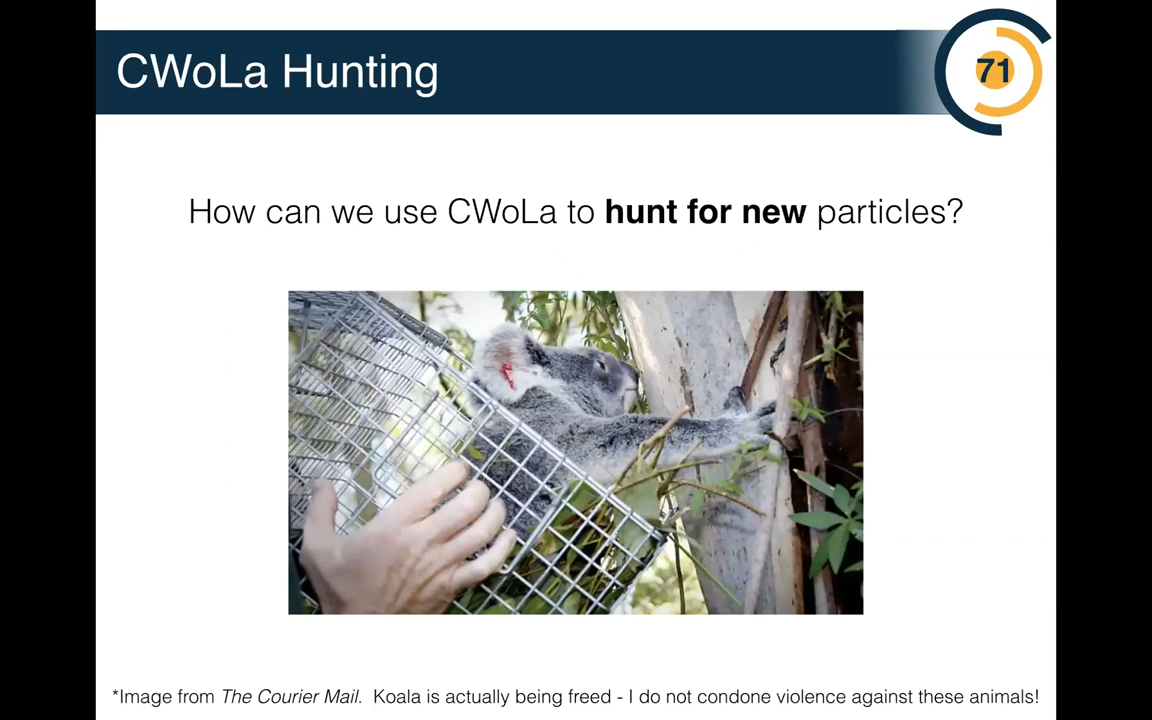 CWoLa Hunting
71
How can we use CWoLa to hunt for new particles?
*Image from The Courier Mail. Koala is actually being freed - I do not condone violence against these animals!